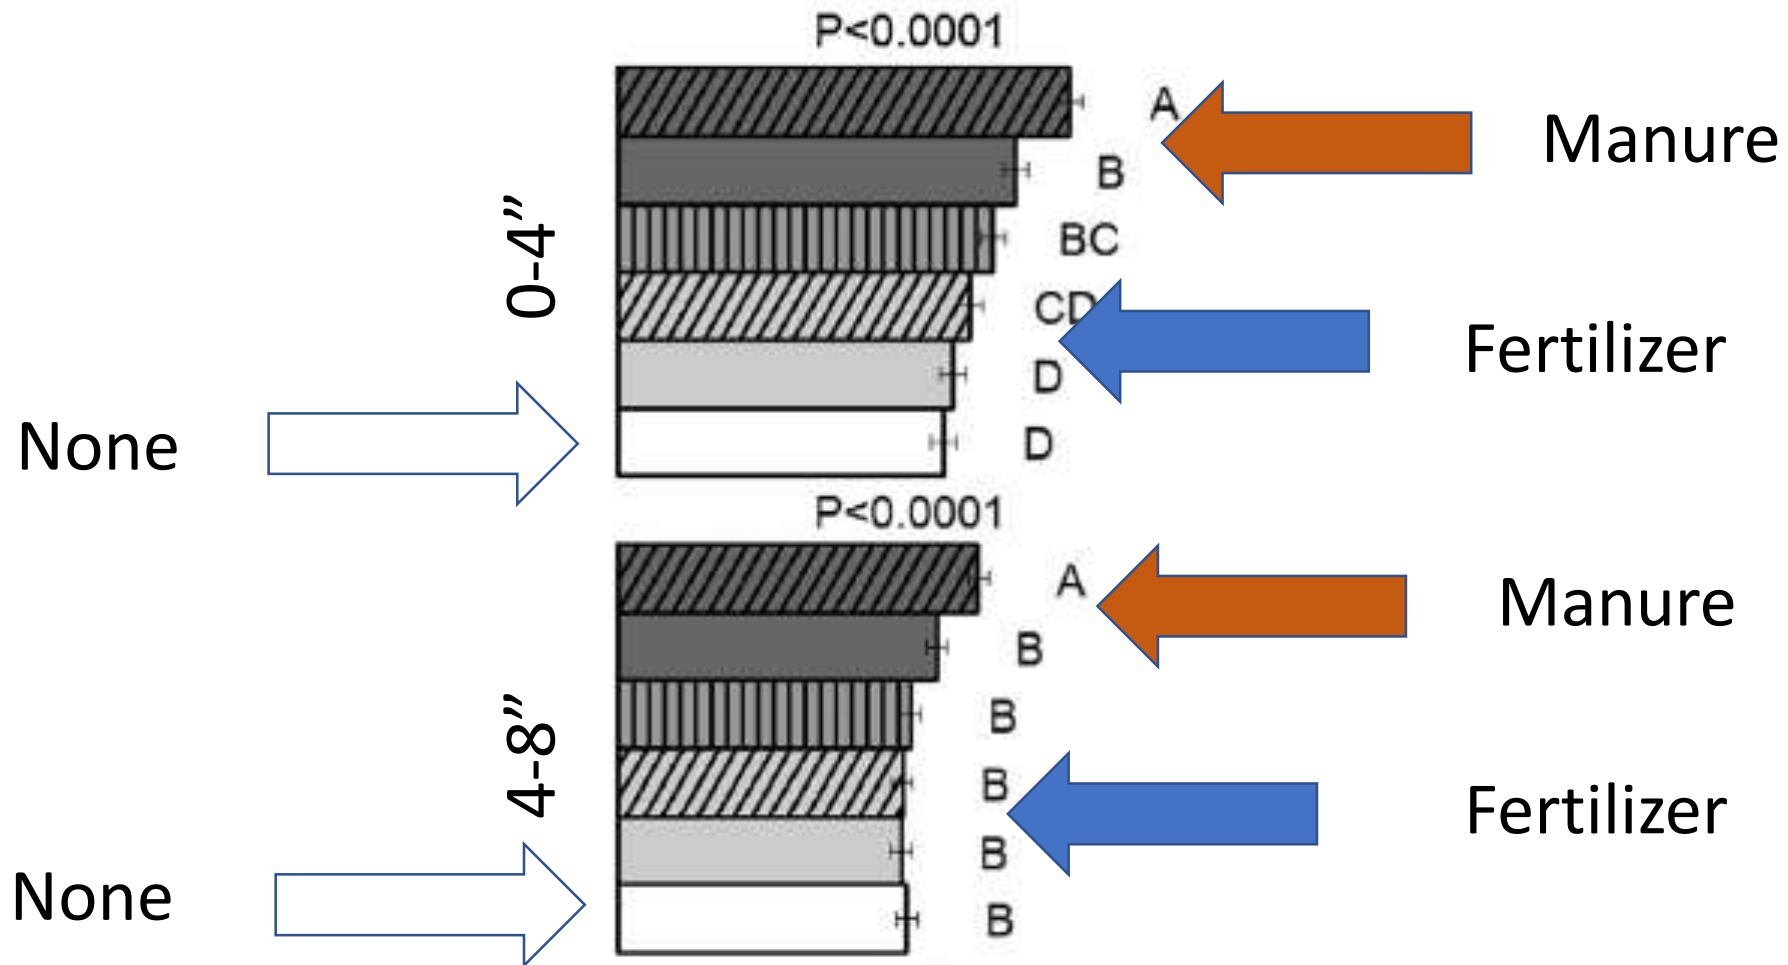 P<0.0001
A
Manure
B
0-4”
BC
CD
Fertilizer
D
None
D
P<0.0001
A
Manure
B
4-8”
B
B
Fertilizer
B
None
B